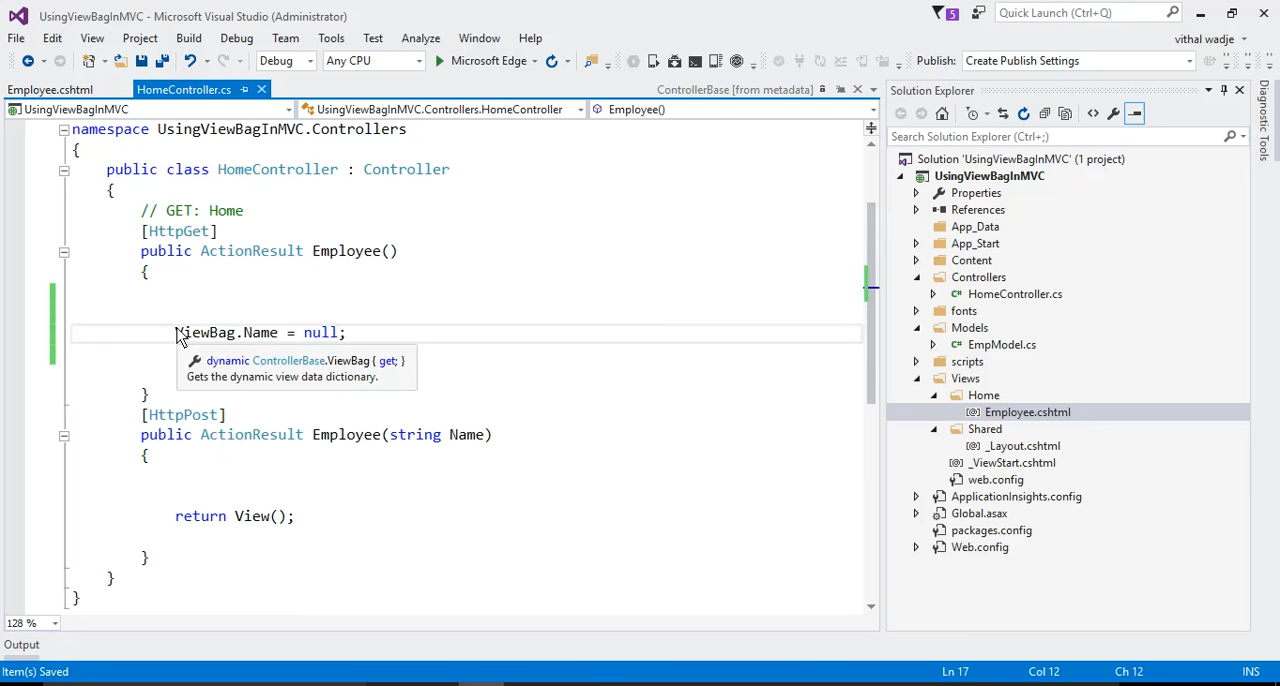 UsingViewBagInMVC - Microsoft Visual Studio (Administrator)
5
Quick Launch (Ctrl+Q)
File Edit View Project Build Debug Team Tools Test Analyze Window Help
vithal wadje
Debug Any CPU Microsoft Edge Publish: Create Publish Settings
Employee.cshtml HomeController.cs ControllerBase [from metadata]
UsingViewBagInMVC UsingViewBagInMVC.Controllers.HomeController Employee()
namespace UsingViewBagInMVC.Controllers
{
public class HomeController : Controller
{
// GET: Home
[HttpGet]
public ActionResult Employee()
{
ViewBag.Name = null;
dynamic ControllerBase.ViewBag { get; }
Gets the dynamic view data dictionary.
}
[HttpPost]
public ActionResult Employee(string Name)
{
return View();
}
}
}
128 %
Solution Explorer
Search Solution Explorer (Ctrl+;)
Solution 'UsingViewBagInMVC' (1 project)
UsingViewBagInMVC
Properties
References
App_Data
App_Start
Content
Controllers
C# HomeController.cs
fonts
Models
C# EmpModel.cs
scripts
Views
Home
[@] Employee.cshtml
Shared
[@] _Layout.cshtml
[@] _ViewStart.cshtml
web.config
ApplicationInsights.config
Global.asax
packages.config
Web.config
Diagnostic Tools
Output
Item(s) Saved Ln 17 Col 12 Ch 12 INS